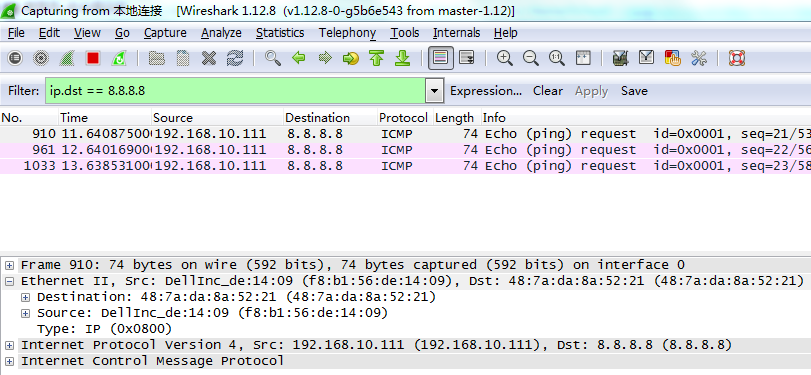 Capturing from 本地连接 [Wireshark 1.12.8 (v1.12.8-0-g5b6e543 from master-1.12)]
File Edit View Go Capture Analyze Statistics Telephony Tools Internals Help
Filter: ip.dst == 8.8.8.8 Expression... Clear Apply Save
No. Time Source Destination Protocol Length Info
910 11.640875000 192.168.10.111 8.8.8.8 ICMP 74 Echo (ping) request id=0x0001, seq=21/53
961 12.640169000 192.168.10.111 8.8.8.8 ICMP 74 Echo (ping) request id=0x0001, seq=22/56
1033 13.638531000 192.168.10.111 8.8.8.8 ICMP 74 Echo (ping) request id=0x0001, seq=23/58
Frame 910: 74 bytes on wire (592 bits), 74 bytes captured (592 bits) on interface 0
Ethernet II, Src: DellInc_de:14:09 (f8:b1:56:de:14:09), Dst: 48:7a:da:8a:52:21 (48:7a:da:8a:52:21)
Destination: 48:7a:da:8a:52:21 (48:7a:da:8a:52:21)
Source: DellInc_de:14:09 (f8:b1:56:de:14:09)
Type: IP (0x0800)
Internet Protocol Version 4, Src: 192.168.10.111 (192.168.10.111), Dst: 8.8.8.8 (8.8.8.8)
Internet Control Message Protocol